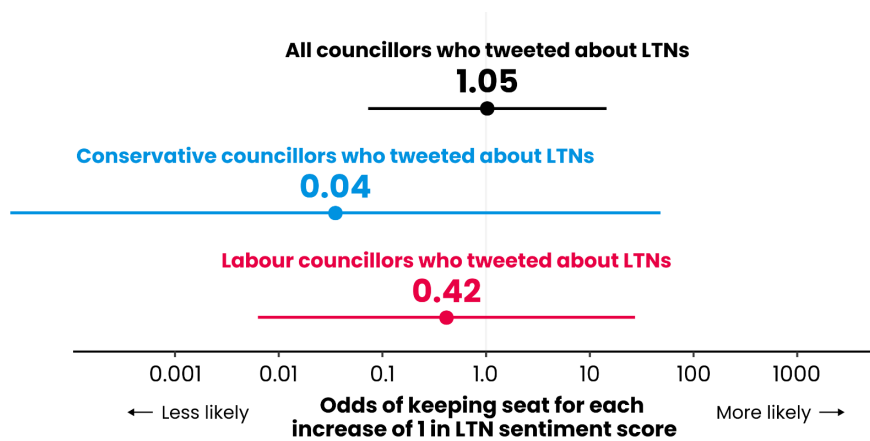 All councillors who tweeted about LTNs
1.05
Conservative councillors who tweeted about LTNs
0.04
Labour councillors who tweeted about LTNs
0.42
0.001 0.01 0.1 1.0 10 100 1000
← Less likely
Odds of keeping seat for each
increase of 1 in LTN sentiment score
More likely →